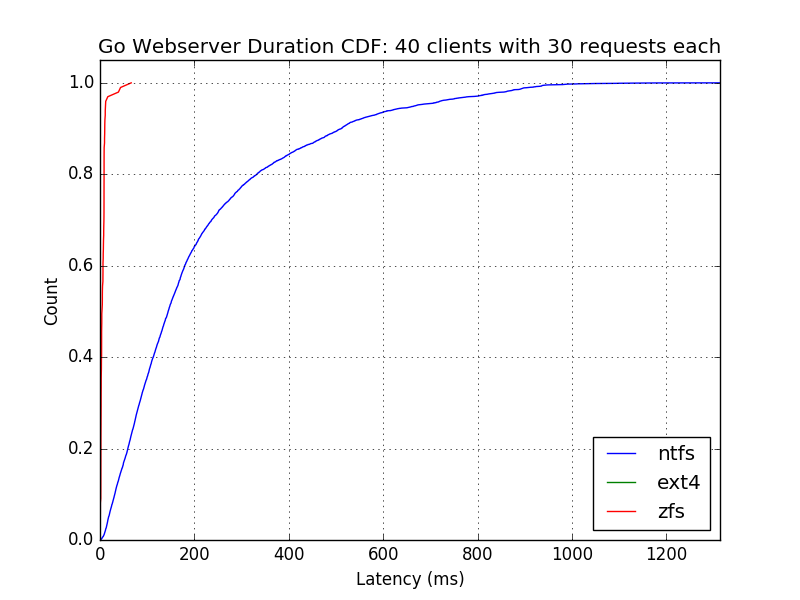 Go Webserver Duration CDF: 40 clients with 30 requests each
1.0
0.8
0.6
0.4
0.2
0.0
Count
0 200 400 600 800 1000 1200
Latency (ms)
ntfs
ext4
zfs